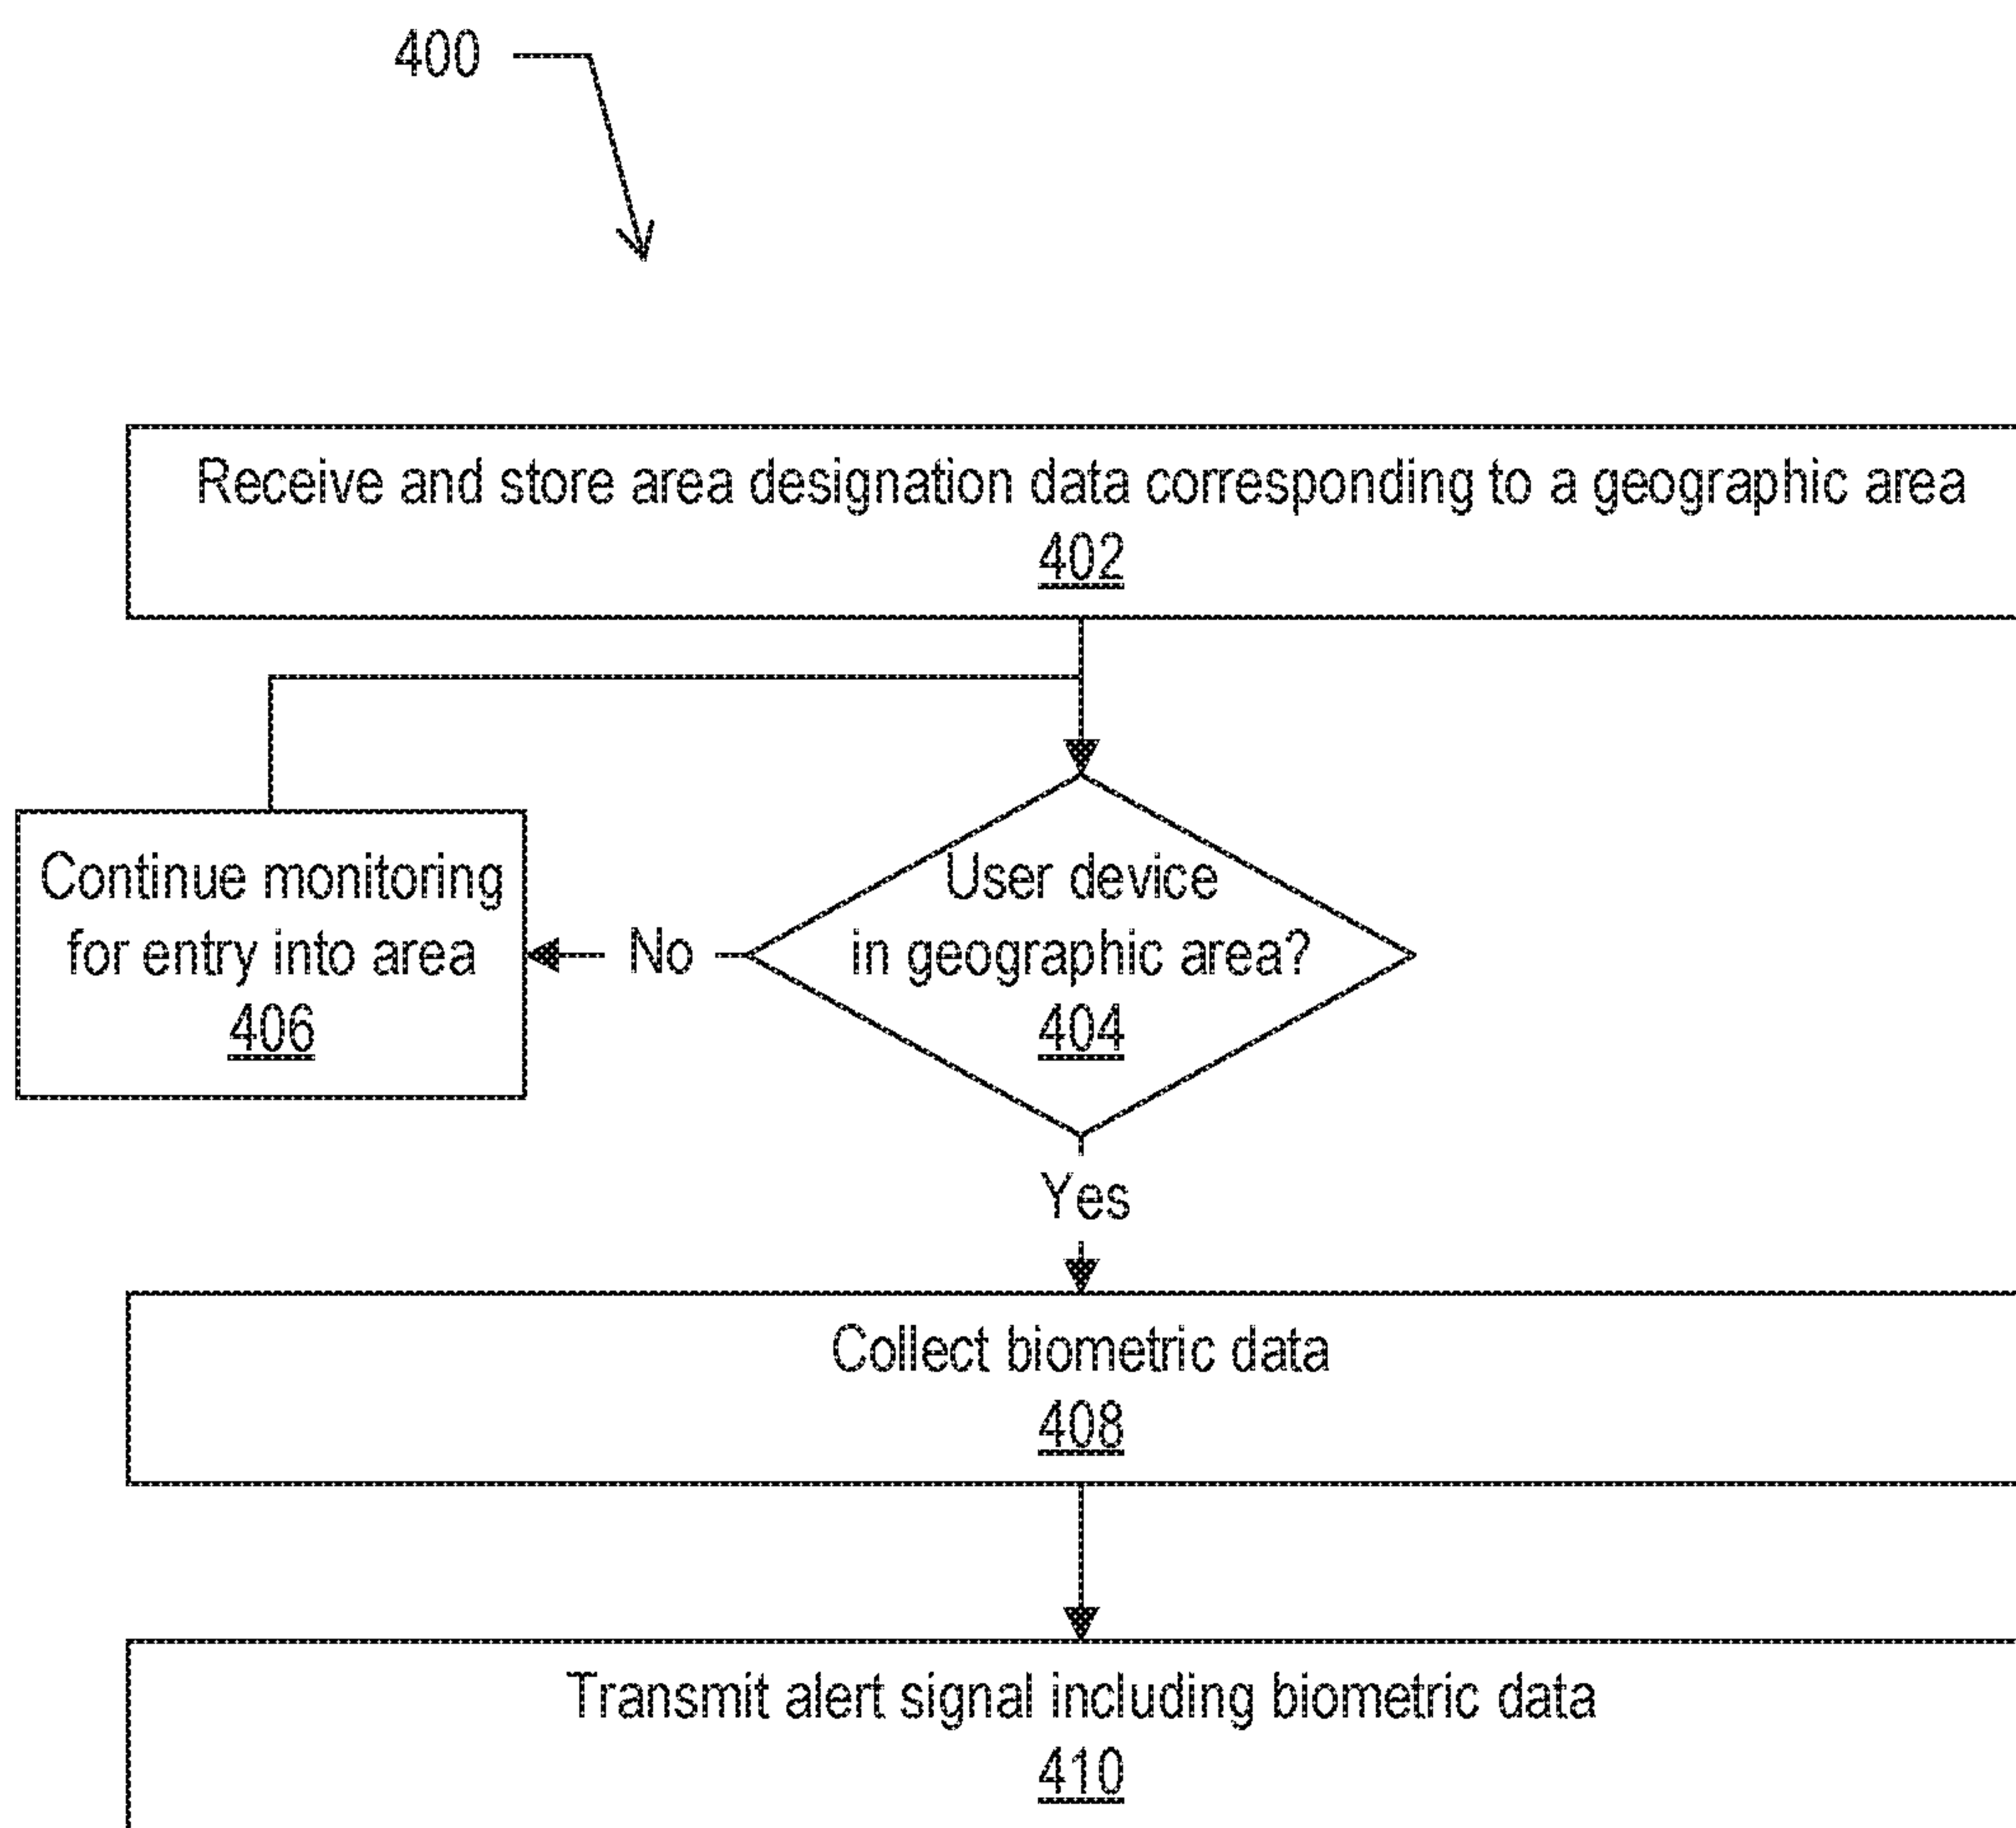 400
Receive and store area designation data corresponding to a geographic area
402
Continue monitoring
for entry into area
406
No
User device
in geographic area?
404
Yes
Collect biometric data
408
Transmit alert signal including biometric data
410